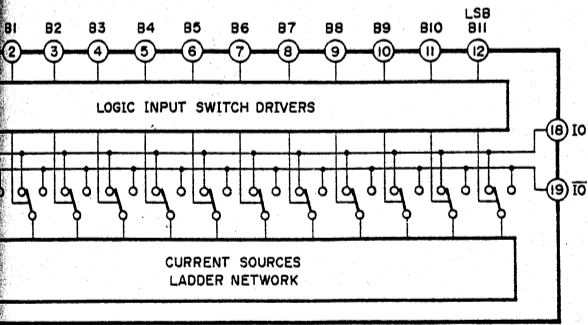 LSB
B1 B2 B3 B4 B5 B6 B7 B8 B9 B10 B11
2 3 4 5 6 7 8 9 10 11 12
LOGIC INPUT SWITCH DRIVERS
18 IO
19 I̅O̅
CURRENT SOURCES
LADDER NETWORK